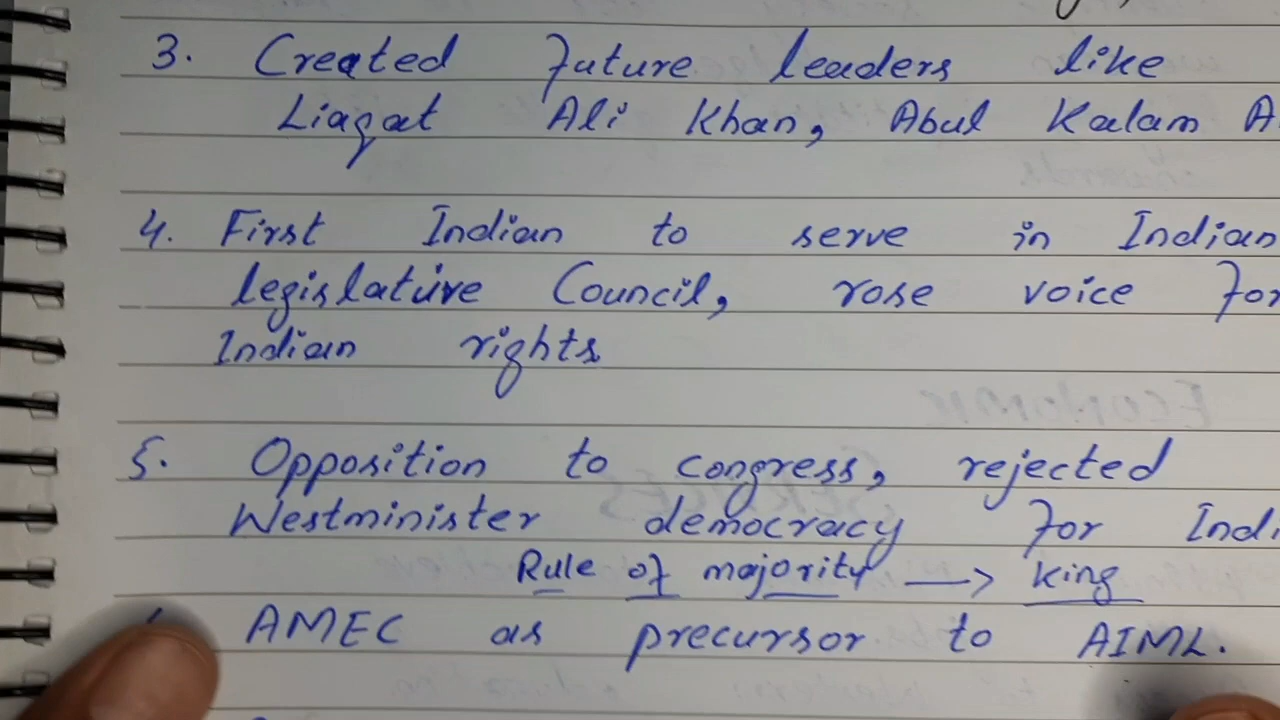 3. Created future leaders like
Liaqat Ali Khan, Abul Kalam A
4. First Indian to serve in Indian
legislative Council, rose voice for
Indian rights
5. Opposition to congress, rejected
Westminister democracy for Indi
Rule of majority → king
AMEC as precursor to AIML.